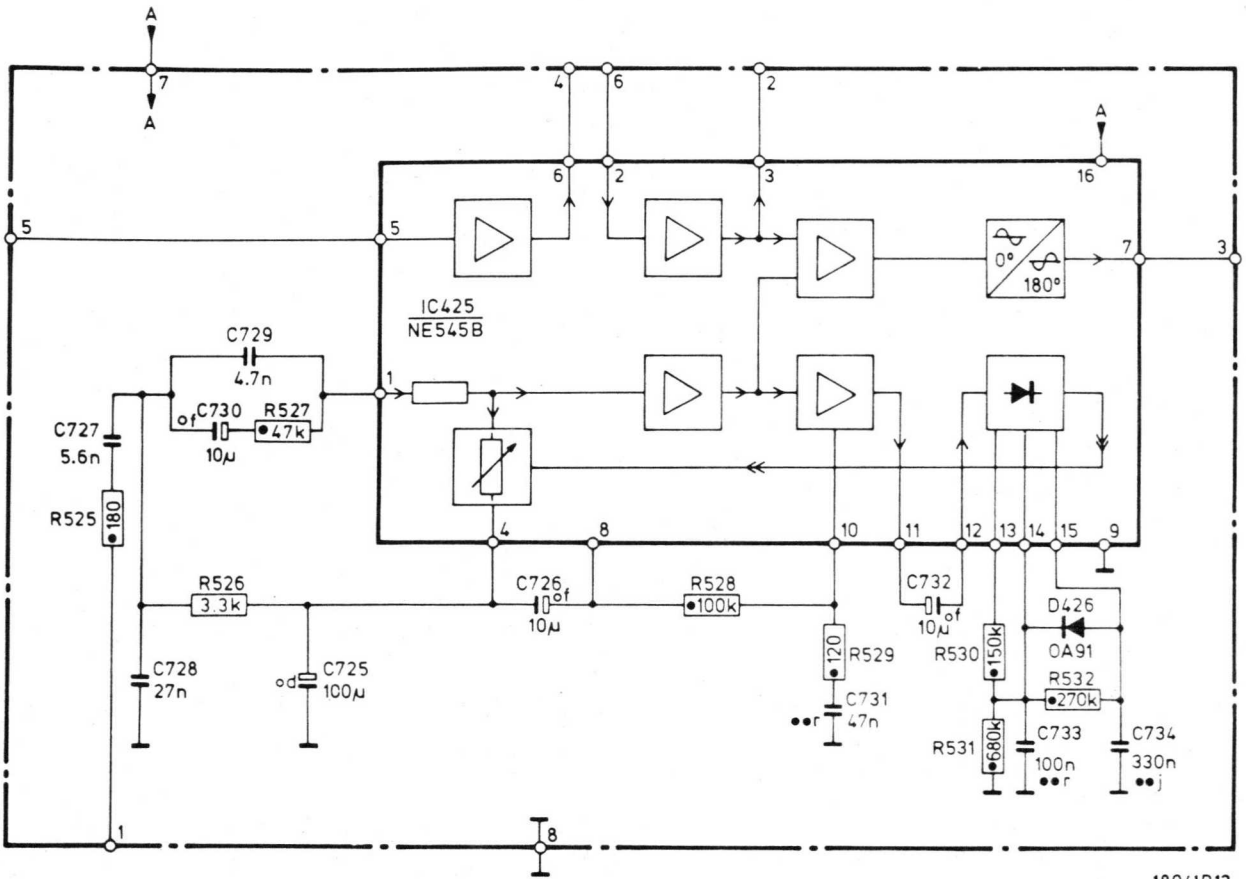 A
7
A
4
6
2
A
6
2
3
16
5
5
0°
180°
7
3
IC425
NE545B
C729
4.7n
1
of
C730
R527
47k
10µ
C727
5.6n
R525
180
4
8
10
11
12
13
14
15
9
R526
3.3k
C726
of
10µ
R528
100k
C732
of
10µ
D426
OA91
120
R529
R530
150k
R532
270k
C728
27n
od
C725
100µ
C731
47n
••r
R531
680k
C733
100n
••r
C734
330n
••j
1
8